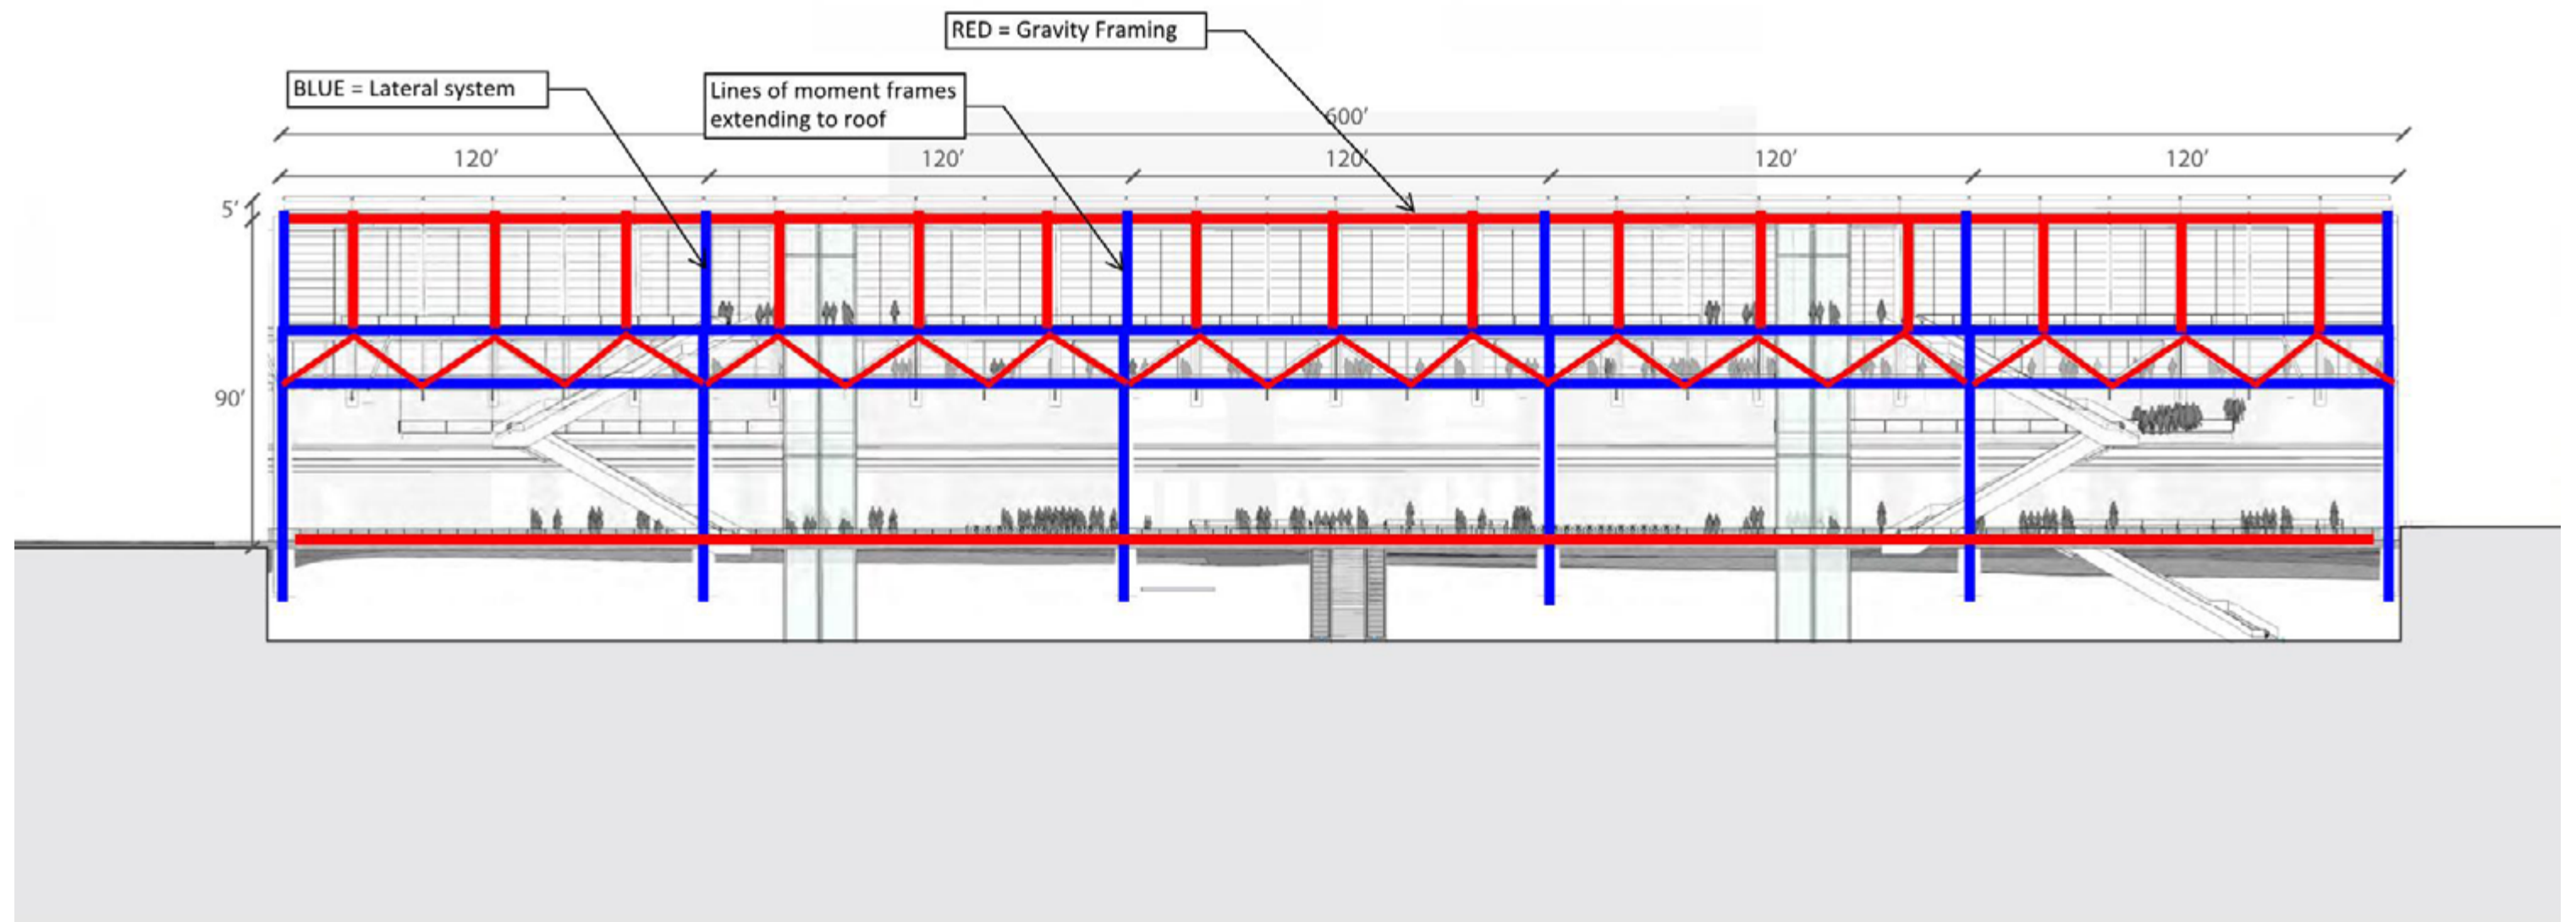 RED = Gravity Framing
BLUE = Lateral system
Lines of moment frames
extending to roof
600'
120'
120'
120'
120'
120'
5'
90'